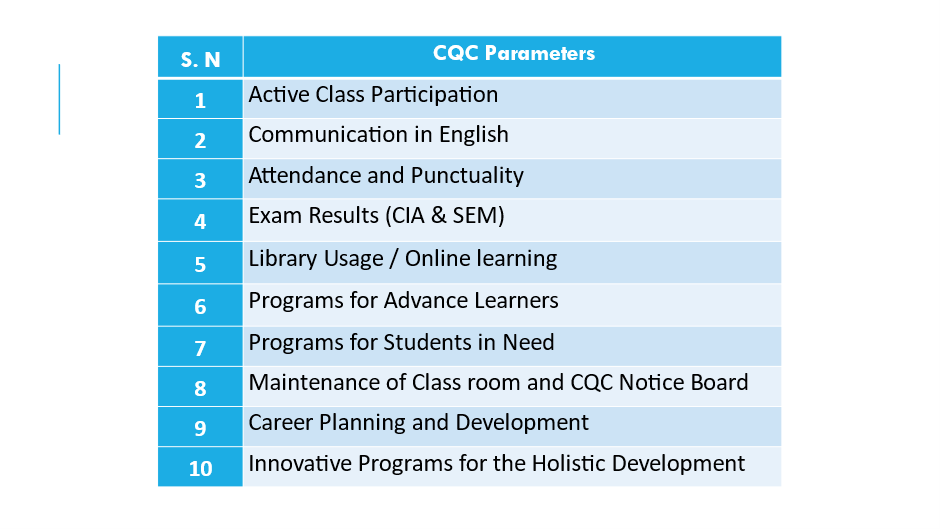 S. N CQC Parameters
1 Active Class Participation
2 Communication in English
3 Attendance and Punctuality
4 Exam Results (CIA & SEM)
5 Library Usage / Online learning
6 Programs for Advance Learners
7 Programs for Students in Need
8 Maintenance of Class room and CQC Notice Board
9 Career Planning and Development
10 Innovative Programs for the Holistic Development